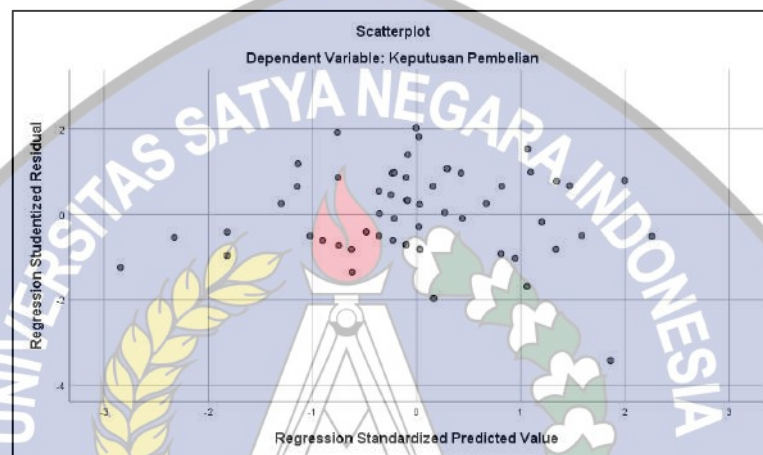 Scatterplot
Dependent Variable: Keputusan Pembelian
UNIVERSITAS SATYA NEGARA INDONESIA
Regression Studentized Residual
2
0
-2
-4
-3 -2 -1 0 1 2 3
Regression Standardized Predicted Value